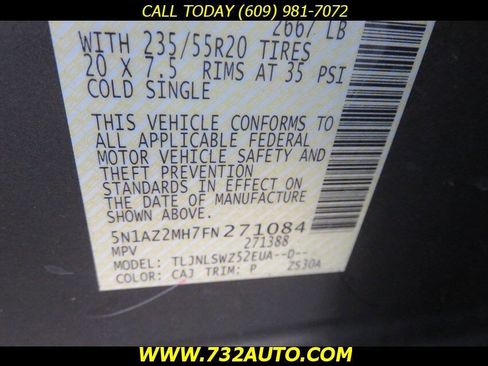 CALL TODAY (609) 981-7072
2667 LB
WITH 235/55R20 TIRES
20 X 7.5 RIMS AT 35 PSI
COLD SINGLE
THIS VEHICLE CONFORMS TO
ALL APPLICABLE FEDERAL
MOTOR VEHICLE SAFETY AND
THEFT PREVENTION
STANDARDS IN EFFECT ON
THE DATE OF MANUFACTURE
SHOWN ABOVE.
5N1AZ2MH7FN271084
MPV 271388
MODEL: TLJNLSWZ52EUA--D--
COLOR: CAJ TRIM: P ZS30A
WWW.732AUTO.COM